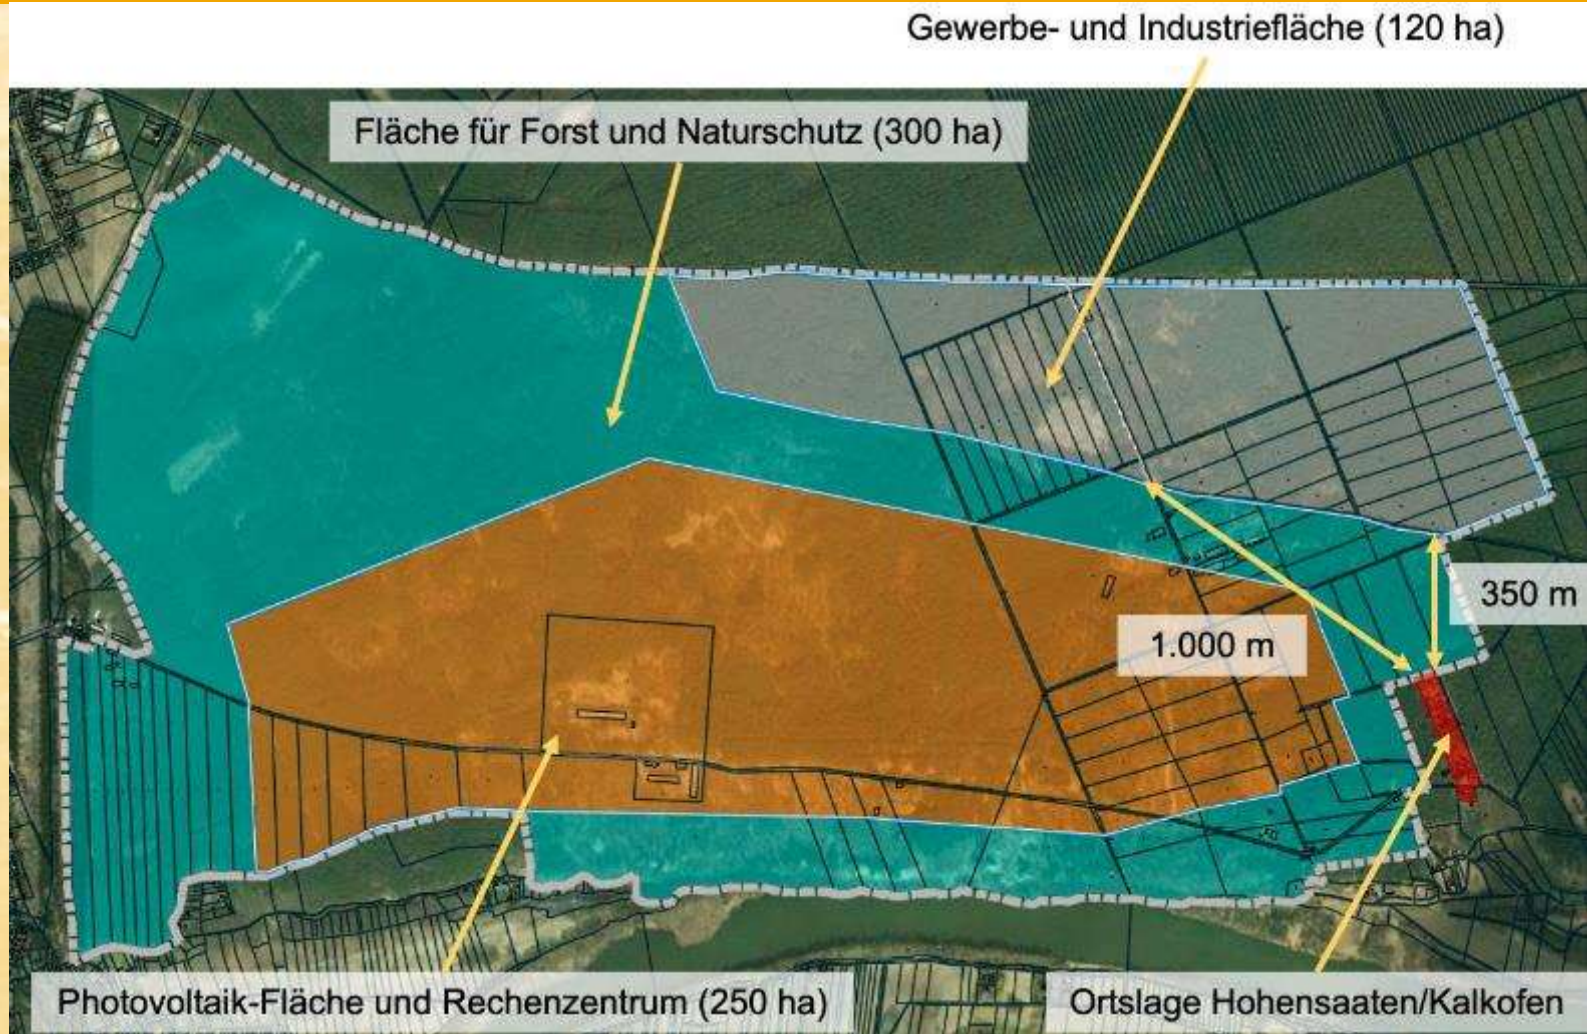 Gewerbe- und Industriefläche (120 ha)
Fläche für Forst und Naturschutz (300 ha)
350 m
1.000 m
Photovoltaik-Fläche und Rechenzentrum (250 ha)
Ortslage Hohensaaten/Kalkofen